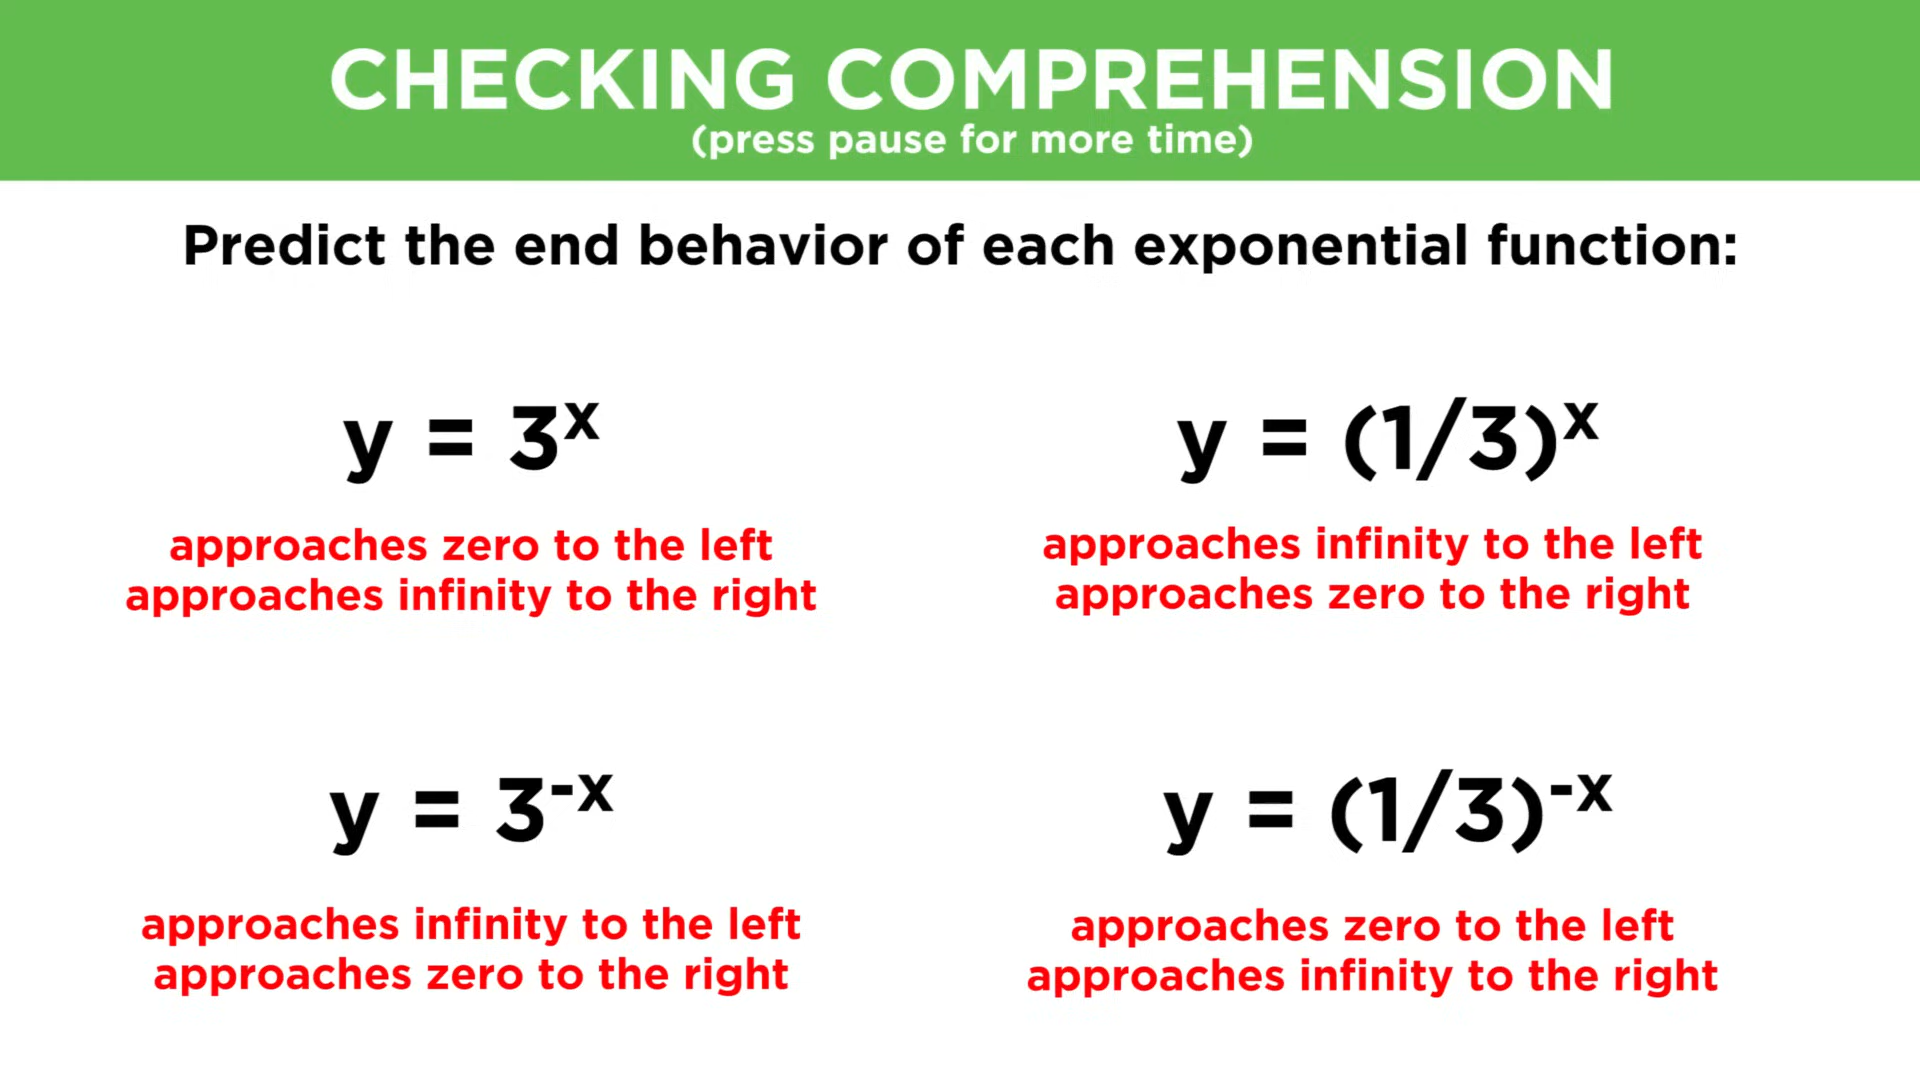 CHECKING COMPREHENSION
(press pause for more time)
Predict the end behavior of each exponential function:
y = 3ˣ
approaches zero to the left
approaches infinity to the right
y = (1/3)ˣ
approaches infinity to the left
approaches zero to the right
y = 3⁻ˣ
approaches infinity to the left
approaches zero to the right
y = (1/3)⁻ˣ
approaches zero to the left
approaches infinity to the right